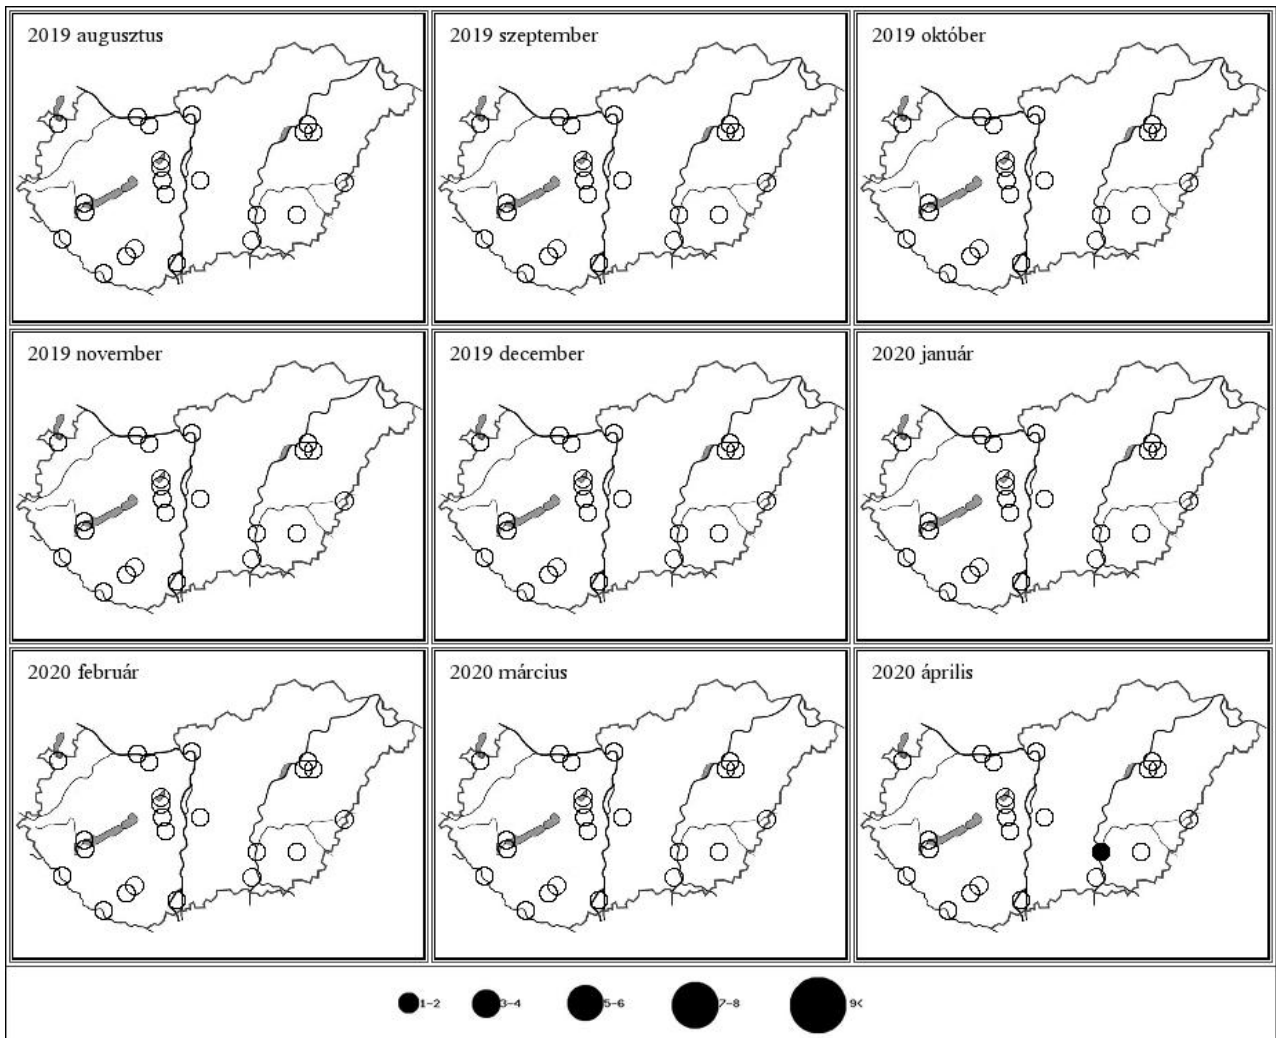 2019 augusztus
2019 szeptember
2019 október
2019 november
2019 december
2020 január
2020 február
2020 március
2020 április
1-2
3-4
5-6
7-8
9<